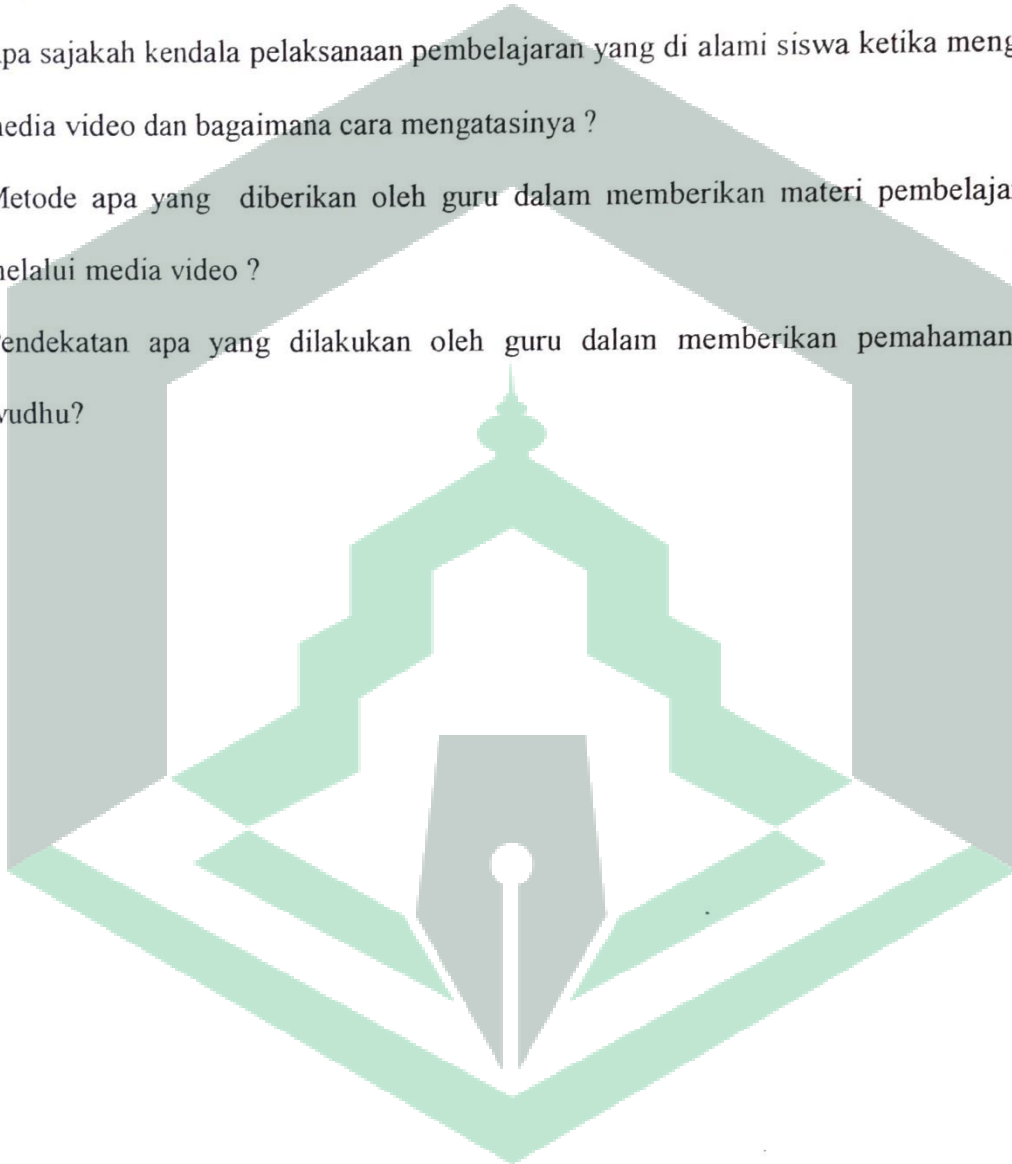 pa sajakah kendala pelaksanaan pembelajaran yang di alami siswa ketika meng
nedia video dan bagaimana cara mengatasinya ?
Metode apa yang diberikan oleh guru dalam memberikan materi pembelaja
nelalui media video ?
endekatan apa yang dilakukan oleh guru dalam memberikan pemahaman
vudhu?